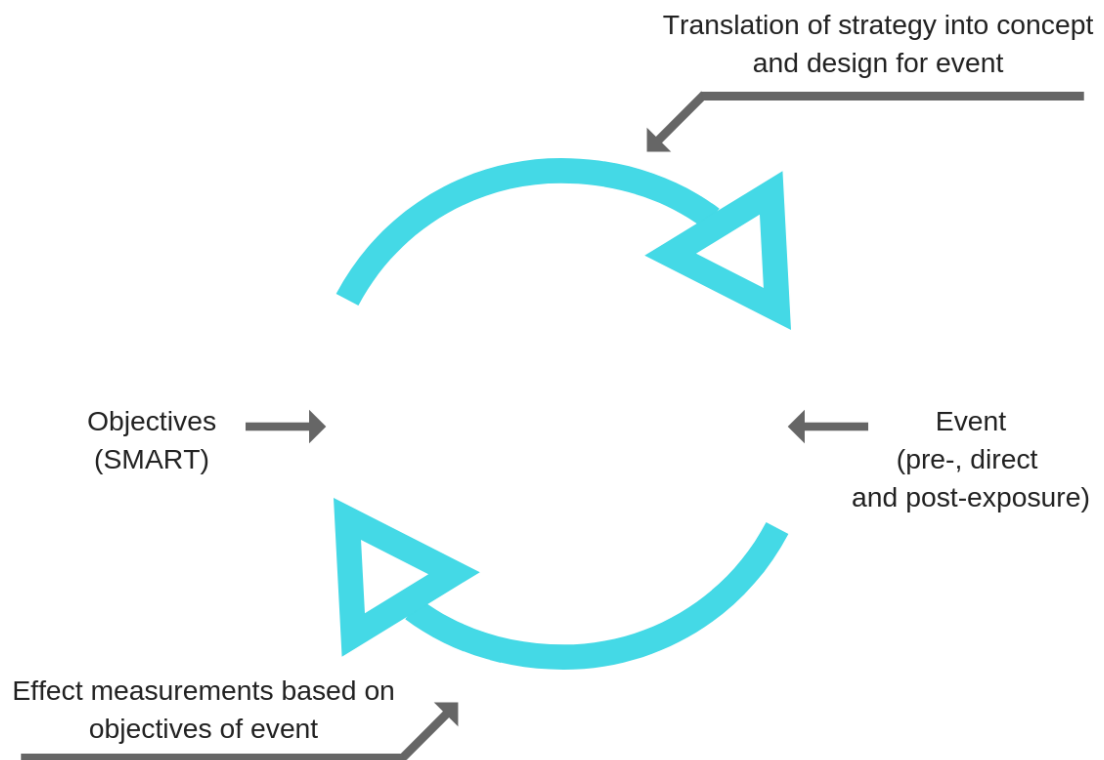 Translation of strategy into concept
and design for event
Objectives
(SMART)
Event
(pre-, direct
and post-exposure)
Effect measurements based on
objectives of event